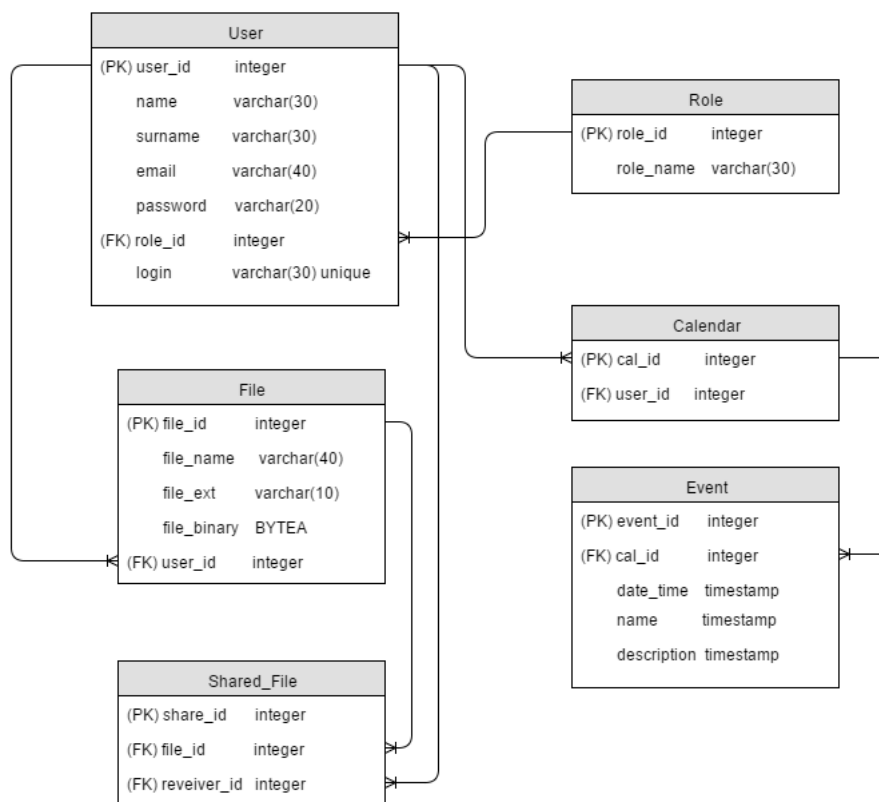 User
(PK) user_id integer
name varchar(30)
surname varchar(30)
email varchar(40)
password varchar(20)
(FK) role_id integer
login varchar(30) unique
Role
(PK) role_id integer
role_name varchar(30)
Calendar
(PK) cal_id integer
(FK) user_id integer
File
(PK) file_id integer
file_name varchar(40)
file_ext varchar(10)
file_binary BYTEA
(FK) user_id integer
Event
(PK) event_id integer
(FK) cal_id integer
date_time timestamp
name timestamp
description timestamp
Shared_File
(PK) share_id integer
(FK) file_id integer
(FK) reveiver_id integer